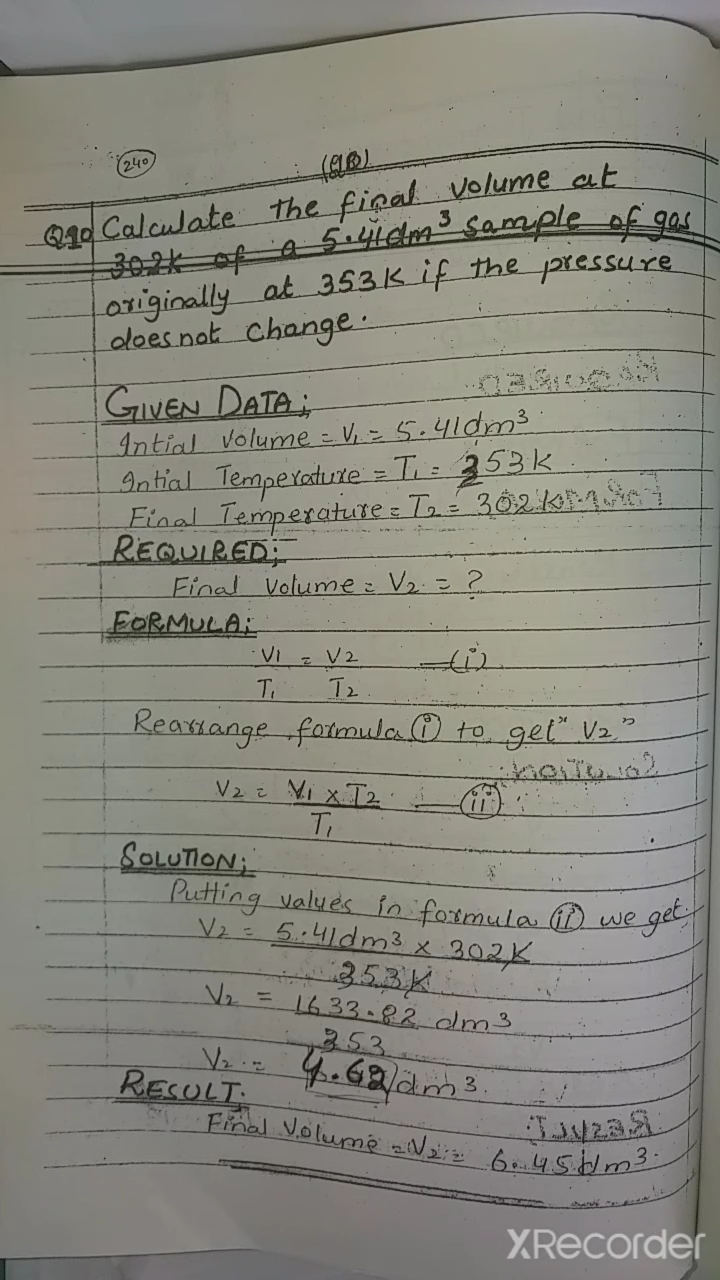 240
Q10 Calculate the final volume at
302K of a 5.41dm³ sample of gas
originally at 353K if the pressure
does not change.
GIVEN DATA;
Intial volume = V₁ = 5.41dm³
Intial Temperature = T₁ = 353K
Final Temperature = T₂ = 302K
REQUIRED;
Final volume = V₂ = ?
FORMULA;
V₁ = V₂ —(i)
T₁ T₂
Rearrange formula (i) to get "V₂"
V₂ = V₁ × T₂ —(ii)
T₁
SOLUTION;
Putting values in formula (ii) we get
V₂ = 5.41dm³ × 302K
353K
V₂ = 1633.82 dm³
353
V₂ = 4.62 dm³
RESULT.
Final Volume = V₂ = 6.45dm³.
XRecorder